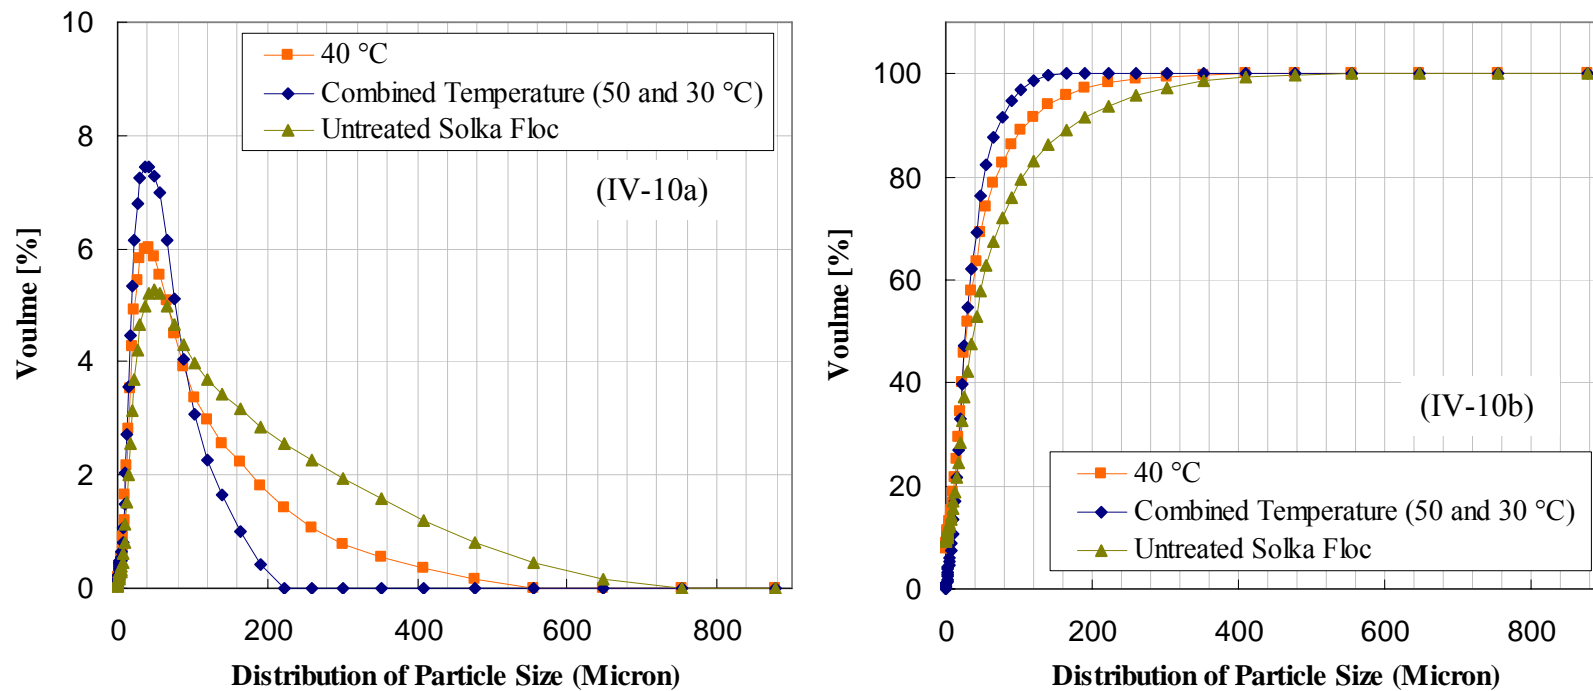 10
8
6
4
2
0
Voulme [%]
40 °C
Combined Temperature (50 and 30 °C)
Untreated Solka Floc
(IV-10a)
0 200 400 600 800
Distribution of Particle Size (Micron)
100
80
60
40
20
0
Voulme [%]
(IV-10b)
40 °C
Combined Temperature (50 and 30 °C)
Untreated Solka Floc
0 200 400 600 800
Distribution of Particle Size (Micron)